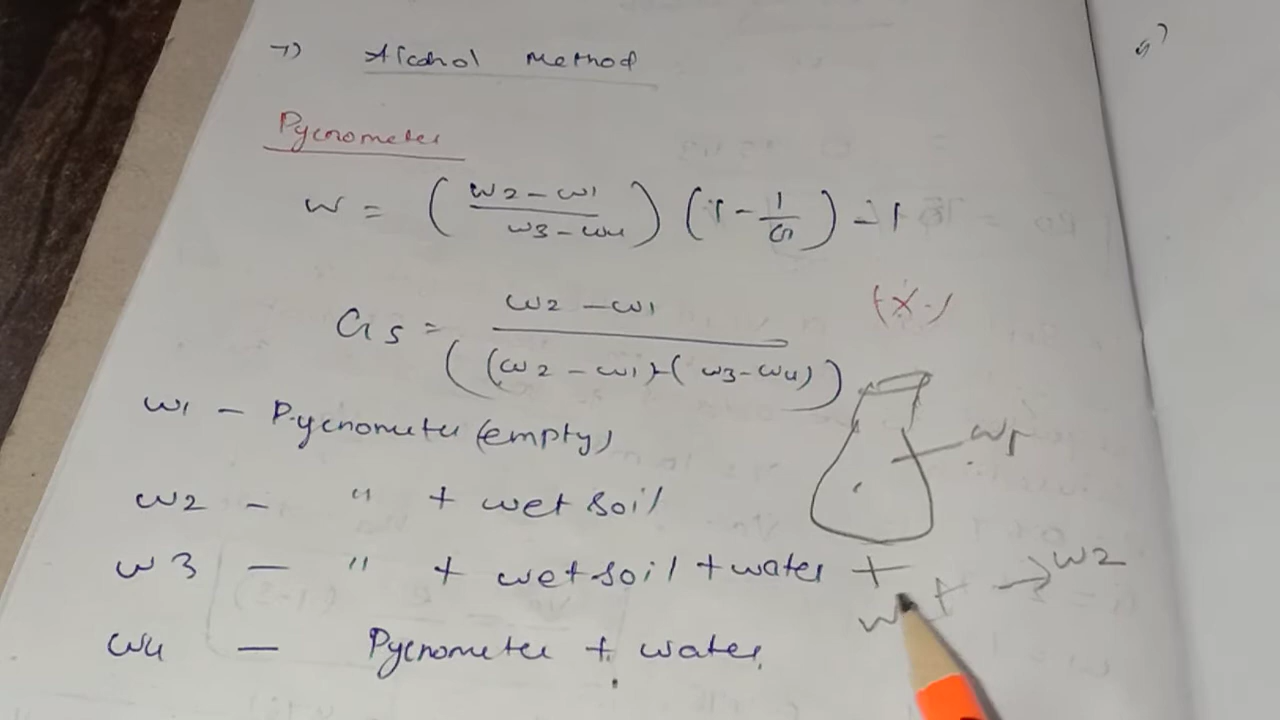 7) Alcohol Method
Pycnometer
w = ( w2 - w1 / w3 - w4 ) ( 1 - 1/G ) - 1
Gs = w2 - w1 / ((w2 - w1) - (w3 - w4))
(x-)
w1 - Pycnometer (empty)
w1
w2 - " + wet soil
w3 - " + wet soil + water +
wet → w2
w4 - Pycnometer + water